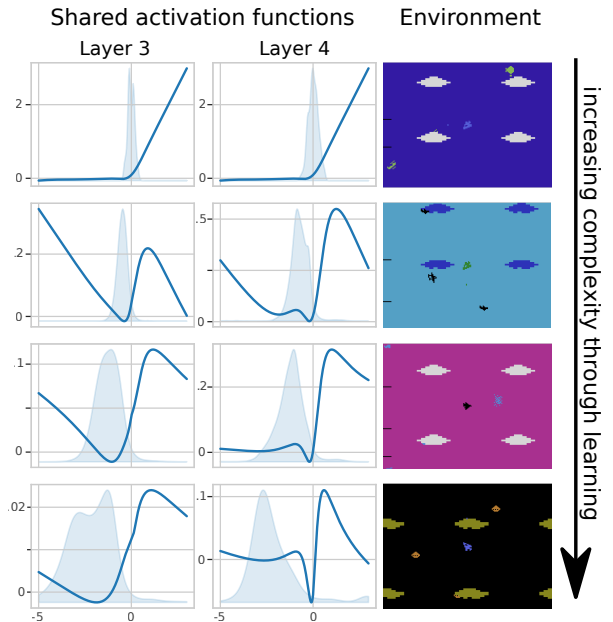 Shared activation functions Environment
Layer 3 Layer 4
2 2
0 0
.2 .5
0 0
.1 .2
0 0
.02 .1
0 0
-5 0 -5 0
increasing complexity through learning